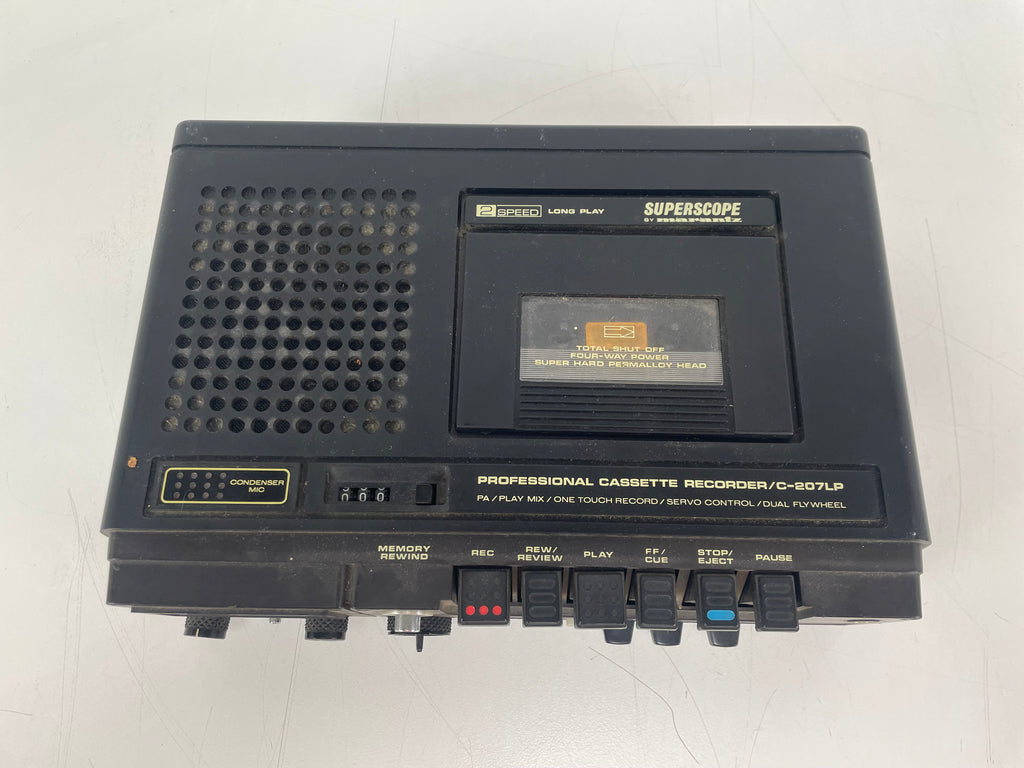 2 SPEED LONG PLAY
SUPERSCOPE
BY marantz
TOTAL SHUT OFF
FOUR-WAY POWER
SUPER HARD PERMALLOY HEAD
CONDENSER
MIC
PROFESSIONAL CASSETTE RECORDER/C-207LP
PA/PLAY MIX/ONE TOUCH RECORD/SERVO CONTROL/DUAL FLYWHEEL
MEMORY
REWIND
REC
REW/
REVIEW
PLAY
FF/
CUE
STOP/
EJECT
PAUSE